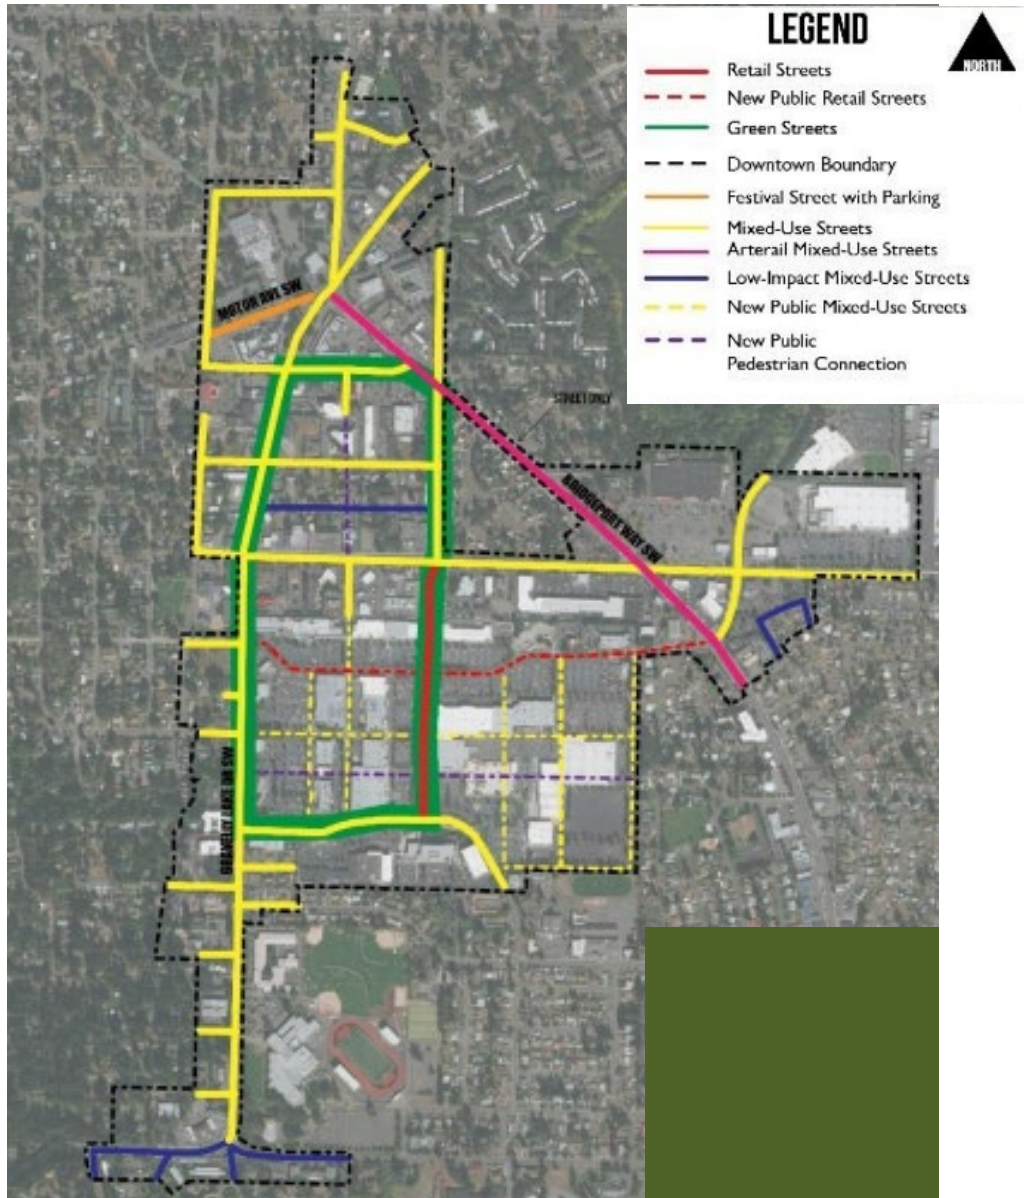 LEGEND
NORTH
Retail Streets
New Public Retail Streets
Green Streets
Downtown Boundary
Festival Street with Parking
Mixed-Use Streets
Arterail Mixed-Use Streets
Low-Impact Mixed-Use Streets
New Public Mixed-Use Streets
New Public
Pedestrian Connection
MOTOR AVE SW
STREET ONLY
BRIDGEPORT WAY SW
GRAVELLY LAKE DR SW